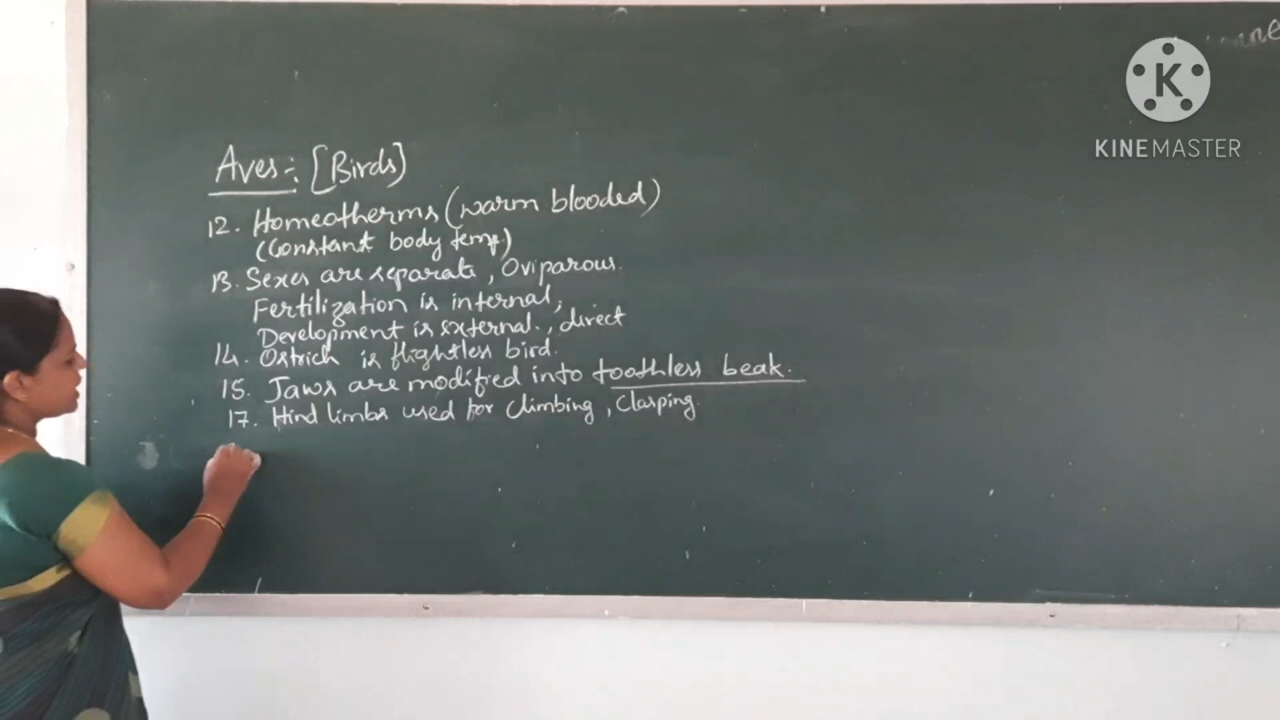 Aves :- [Birds]
12. Homeotherms (warm blooded)
(Constant body temp)
13. Sexes are separate, Oviparous.
Fertilization is internal,
Development is external., direct
14. Ostrich is flightless bird.
15. Jaws are modified into toothless beak.
17. Hind limbs used for climbing, Clasping.
K
KINEMASTER